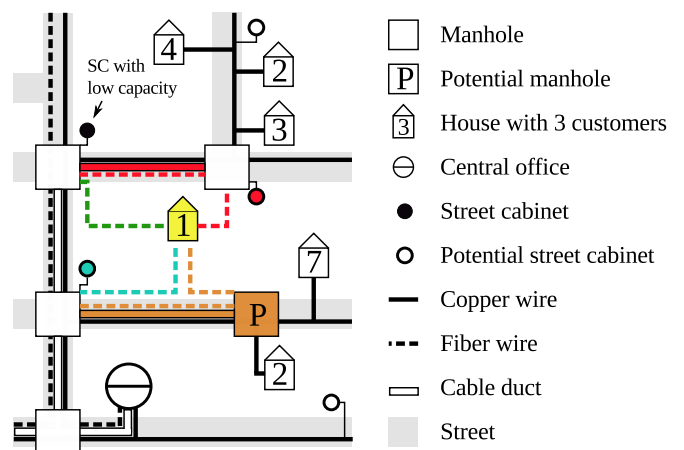 4
2
3
SC with
low capacity
1
7
P
2
Manhole
P Potential manhole
3 House with 3 customers
Central office
Street cabinet
Potential street cabinet
Copper wire
Fiber wire
Cable duct
Street